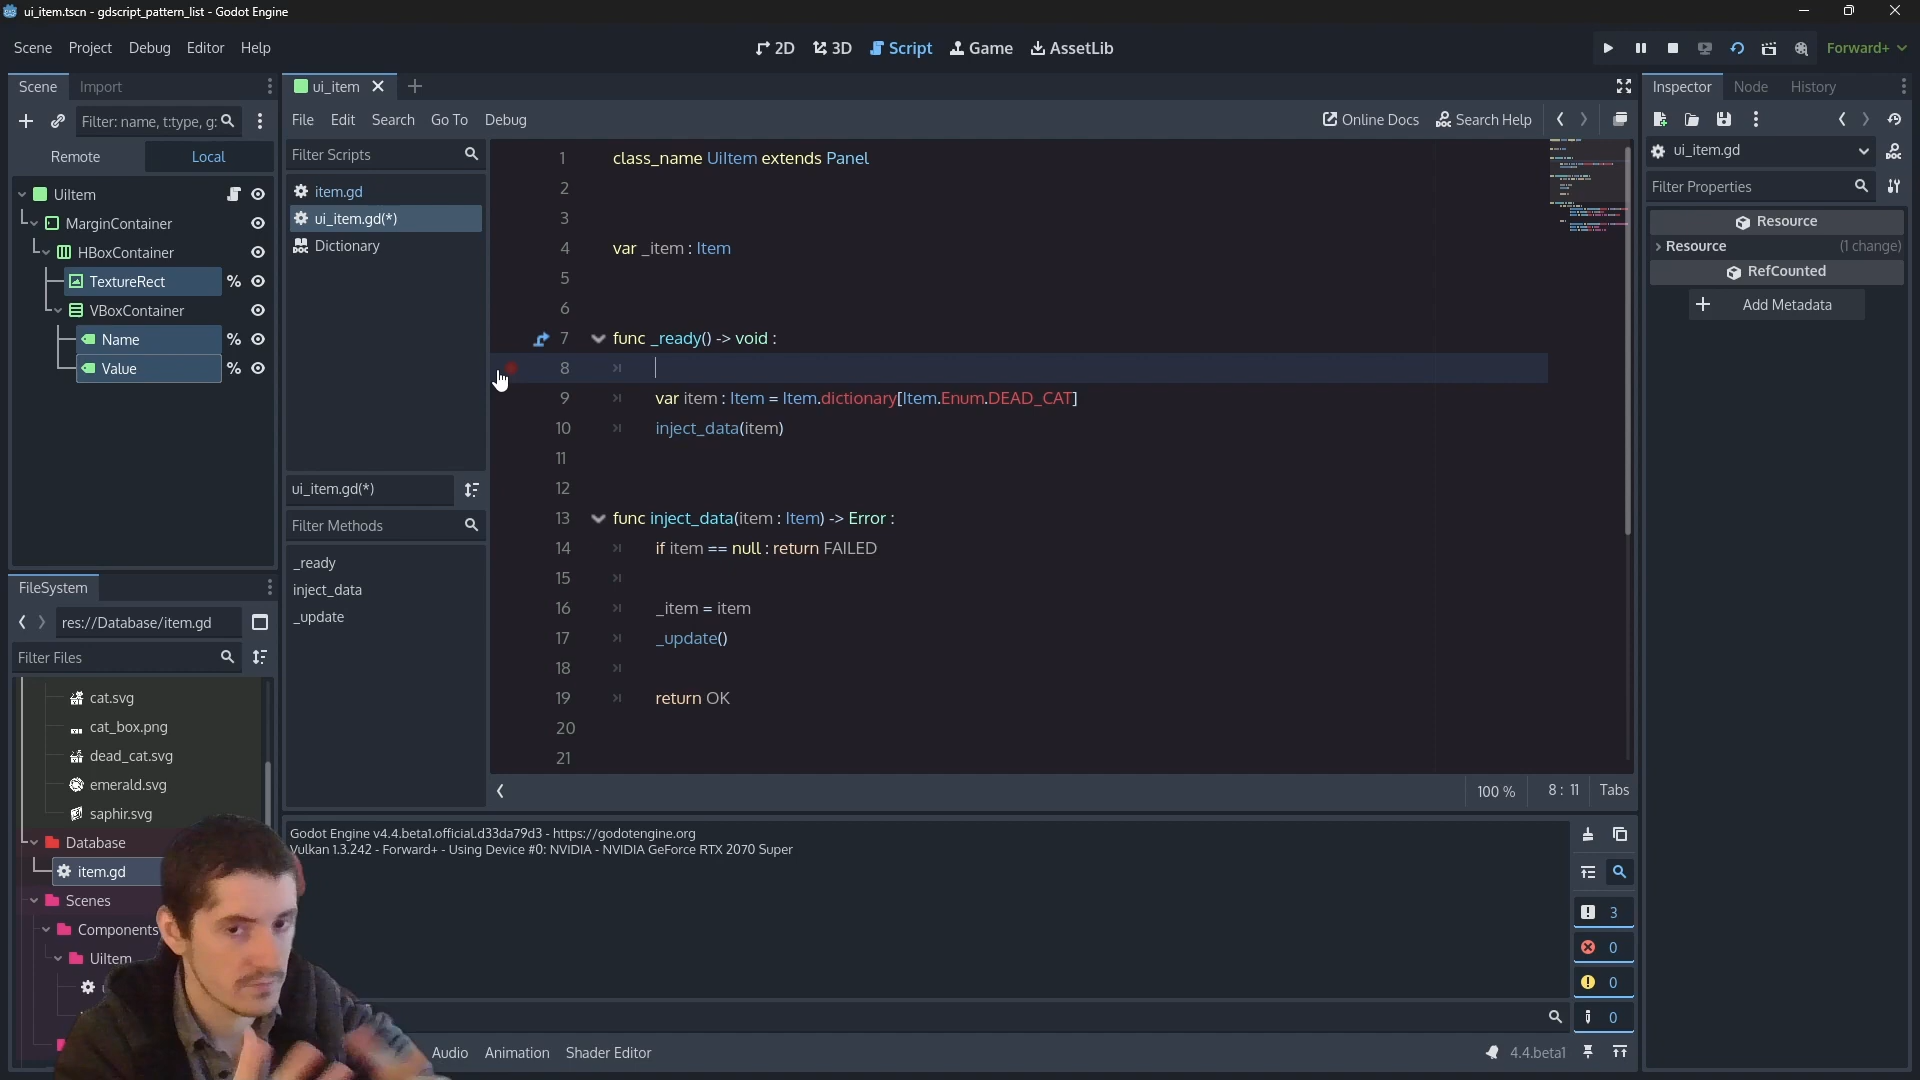 ui_item.tscn - gdscript_pattern_list - Godot Engine
Scene Project Debug Editor Help
2D 3D Script Game AssetLib
Forward+
Scene Import
Filter: name, t:type, g:
Remote Local
UiItem
MarginContainer
HBoxContainer
TextureRect %
VBoxContainer
Name %
Value %
FileSystem
res://Database/item.gd
Filter Files
cat.svg
cat_box.png
dead_cat.svg
emerald.svg
saphir.svg
Database
item.gd
Scenes
Components
UiItem
ui_item
File Edit Search Go To Debug
Online Docs Search Help
Filter Scripts
item.gd
ui_item.gd(*)
Dictionary
ui_item.gd(*)
Filter Methods
_ready
inject_data
_update
1 class_name UiItem extends Panel
2
3
4 var _item : Item
5
6
7 func _ready() -> void :
8
9 var item : Item = Item.dictionary[Item.Enum.DEAD_CAT]
10 inject_data(item)
11
12
13 func inject_data(item : Item) -> Error :
14 if item == null : return FAILED
15
16 _item = item
17 _update()
18
19 return OK
20
21
100 % 8 : 11 Tabs
Godot Engine v4.4.beta1.official.d33da79d3 - https://godotengine.org
Vulkan 1.3.242 - Forward+ - Using Device #0: NVIDIA - NVIDIA GeForce RTX 2070 Super
3
0
0
0
Audio Animation Shader Editor
4.4.beta1
Inspector Node History
ui_item.gd
Filter Properties
Resource
Resource (1 change)
RefCounted
Add Metadata